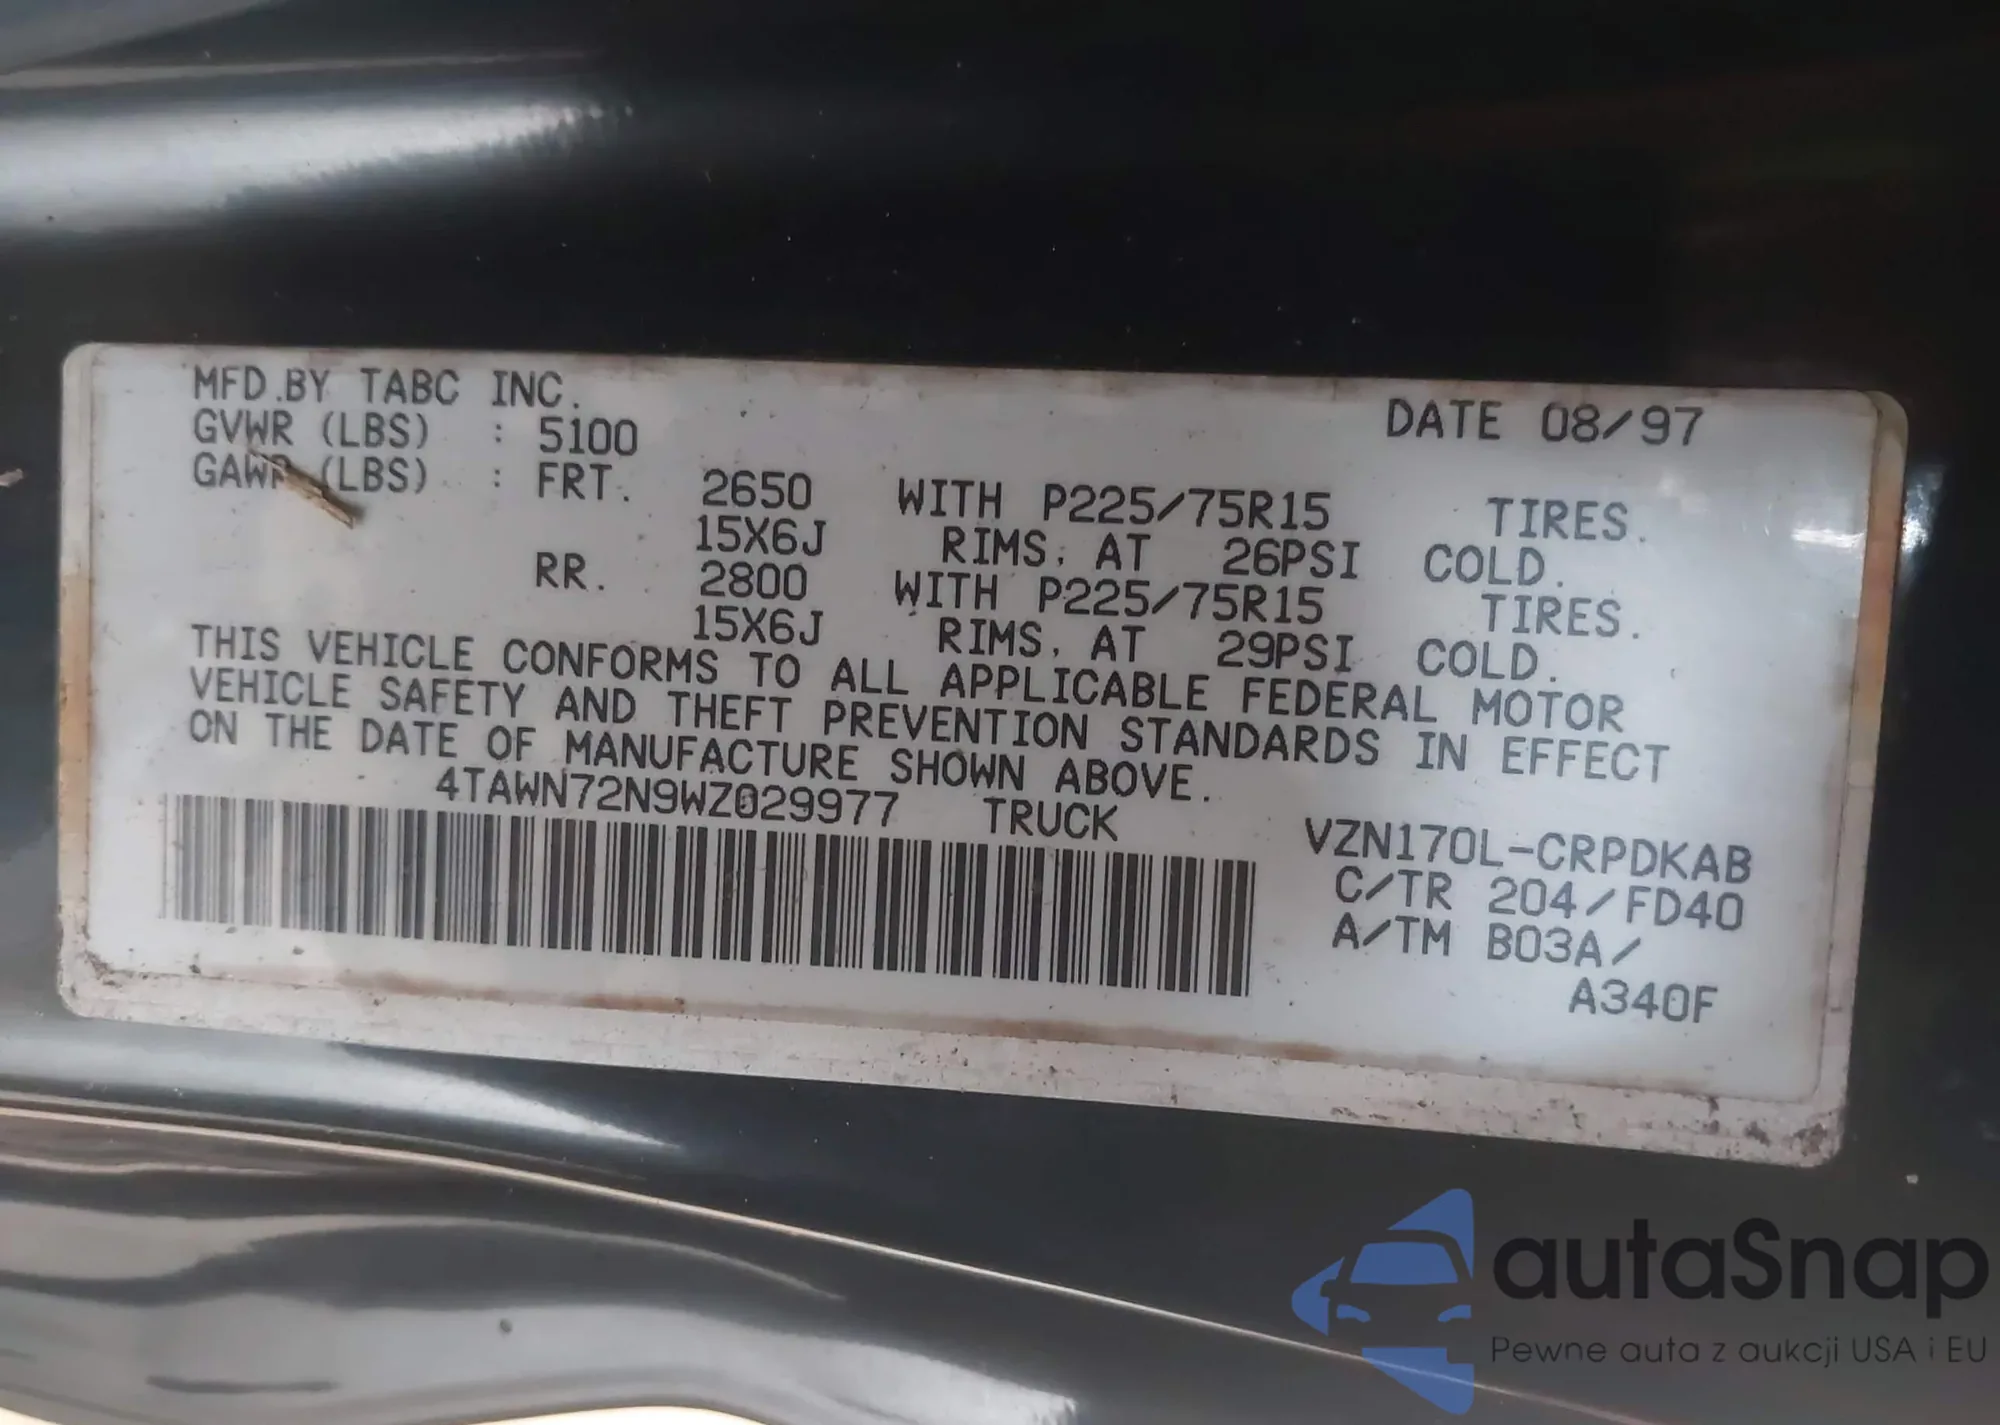 MFD.BY TABC INC.
DATE 08/97
GVWR (LBS) : 5100
GAWR (LBS) : FRT. 2650 WITH P225/75R15 TIRES.
15X6J RIMS, AT 26PSI COLD.
RR. 2800 WITH P225/75R15 TIRES.
15X6J RIMS, AT 29PSI COLD.
THIS VEHICLE CONFORMS TO ALL APPLICABLE FEDERAL MOTOR
VEHICLE SAFETY AND THEFT PREVENTION STANDARDS IN EFFECT
ON THE DATE OF MANUFACTURE SHOWN ABOVE.
4TAWN72N9WZ029977 TRUCK
VZN170L-CRPDKAB
C/TR 204/FD40
A/TM B03A/
A340F
autaSnap
Pewne auta z aukcji USA i EU